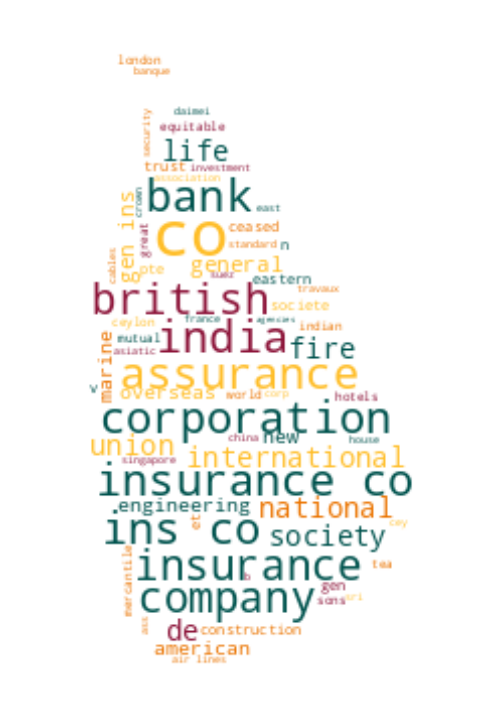 london
banque
daimei
security
equitable
life
trust
investment
association
bank
crown
east
gen ins
co
ceased
great
standard
n
general
cables
ote
suez
eastern
travaux
british
societe
ceylon
france
agencies
indian
mutual
india
fire
asiatic
marine
assurance
v
overseas
world
corp
hotels
corporation
union
china
new
house
singapore
international
insurance co
engineering
national
et
cey
ins co
society
mercantile
insurance
tea
b
gen
company
sons
sri
ass
de
construction
american
air lines